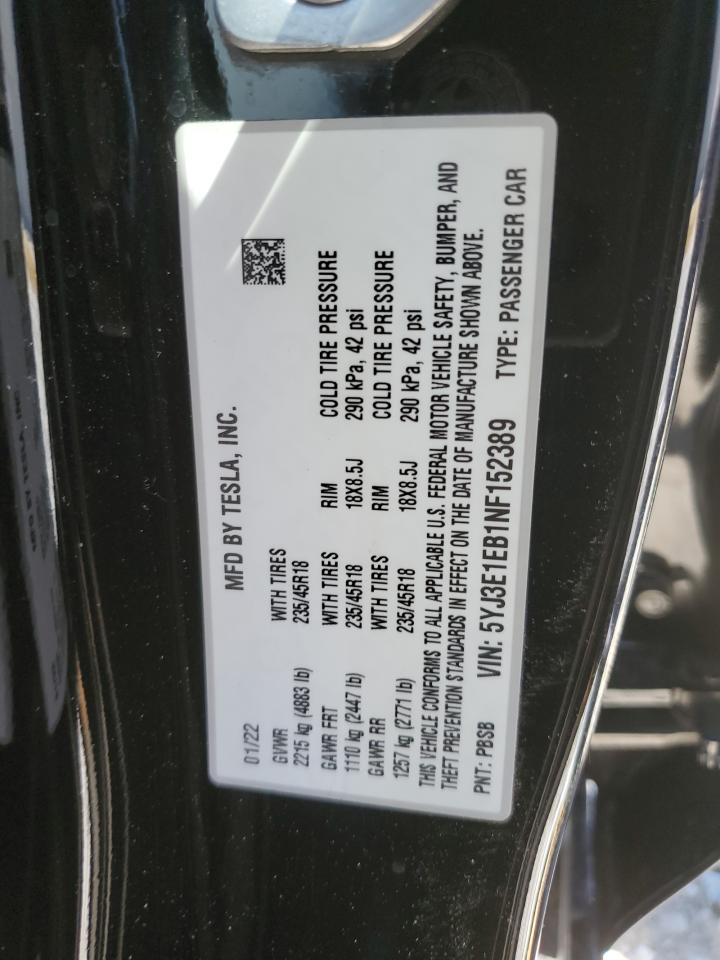 MFD BY TESLA, INC.
01/22
GVWR WITH TIRES
2215 kg (4883 lb) 235/45R18
GAWR FRT WITH TIRES RIM COLD TIRE PRESSURE
1110 kg (2447 lb) 235/45R18 18X8.5J 290 kPa, 42 psi
GAWR RR WITH TIRES RIM COLD TIRE PRESSURE
1257 kg (2771 lb) 235/45R18 18X8.5J 290 kPa, 42 psi
THIS VEHICLE CONFORMS TO ALL APPLICABLE U.S. FEDERAL MOTOR VEHICLE SAFETY, BUMPER, AND
THEFT PREVENTION STANDARDS IN EFFECT ON THE DATE OF MANUFACTURE SHOWN ABOVE.
PNT: PBSB VIN: 5YJ3E1EB1NF152389 TYPE: PASSENGER CAR